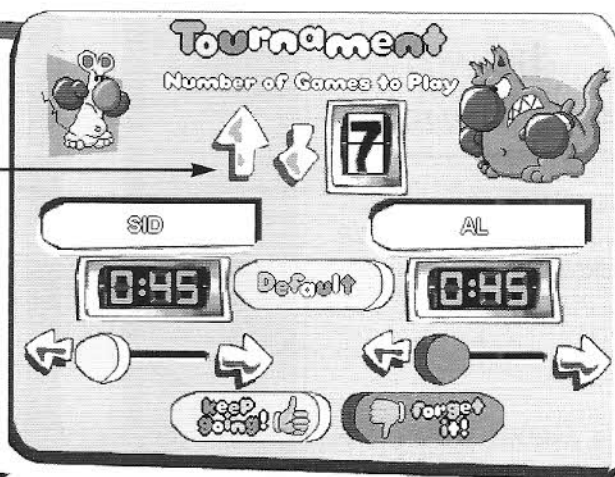 Tournament
Number of Games to Play
7
SID
AL
0:45
Default
0:45
keep
going!
forget
it!